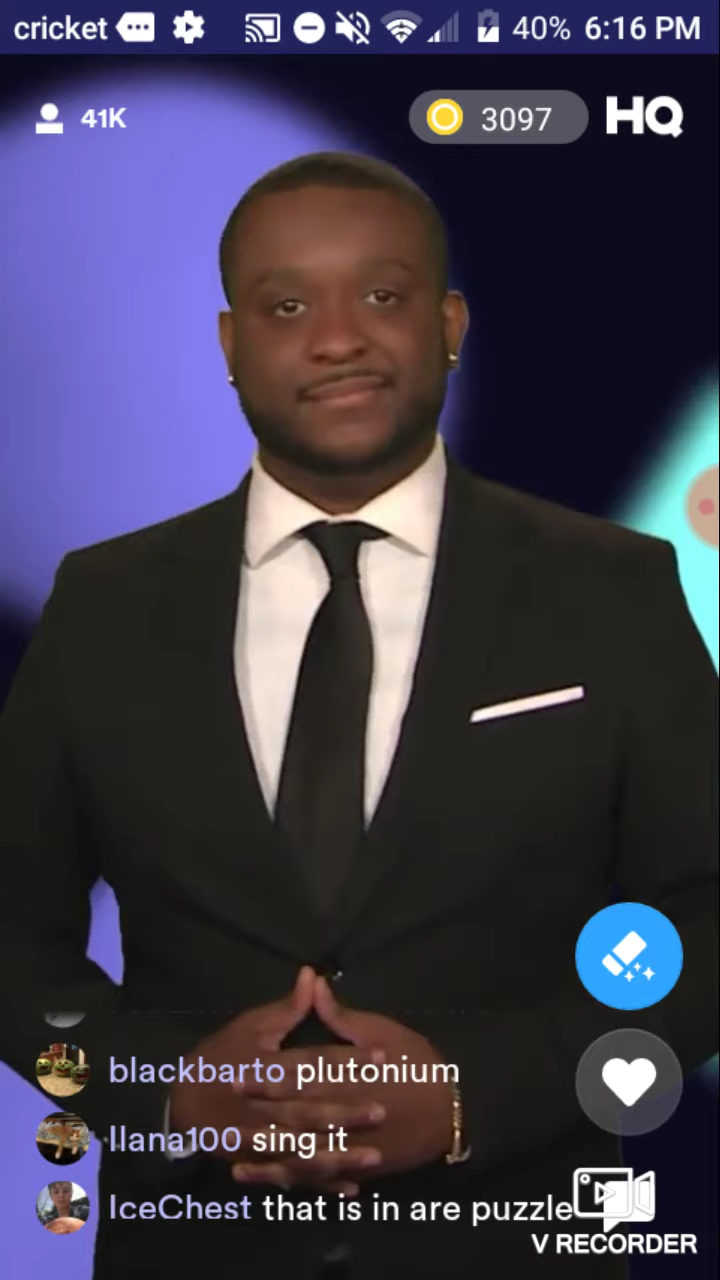 cricket 40% 6:16 PM
41K 3097 HQ
blackbarto plutonium
llana100 sing it
IceChest that is in are puzzle
V RECORDER